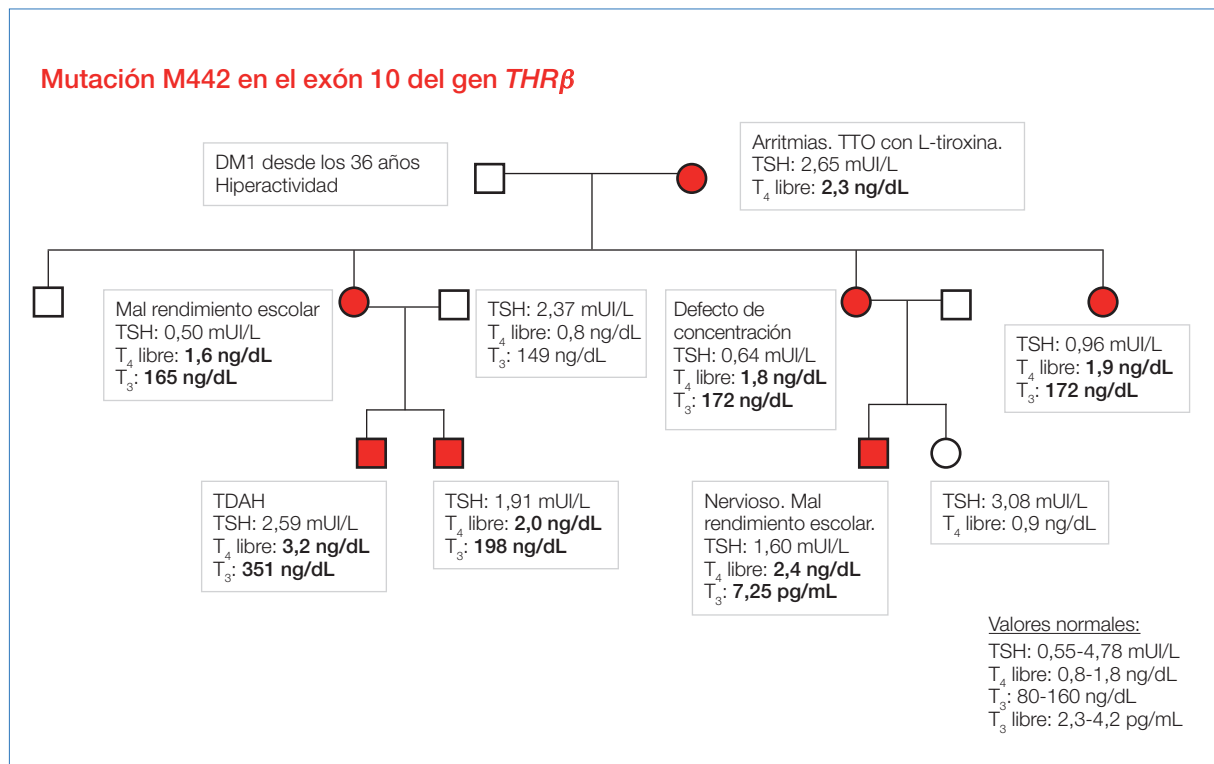 Mutación M442 en el exón 10 del gen THRβ
DM1 desde los 36 años
Hiperactividad
Arritmias. TTO con L-tiroxina.
TSH: 2,65 mUI/L
T4 libre: 2,3 ng/dL
Mal rendimiento escolar
TSH: 0,50 mUI/L
T4 libre: 1,6 ng/dL
T3: 165 ng/dL
TSH: 2,37 mUI/L
T4 libre: 0,8 ng/dL
T3: 149 ng/dL
Defecto de
concentración
TSH: 0,64 mUI/L
T4 libre: 1,8 ng/dL
T3: 172 ng/dL
TSH: 0,96 mUI/L
T4 libre: 1,9 ng/dL
T3: 172 ng/dL
TDAH
TSH: 2,59 mUI/L
T4 libre: 3,2 ng/dL
T3: 351 ng/dL
TSH: 1,91 mUI/L
T4 libre: 2,0 ng/dL
T3: 198 ng/dL
Nervioso. Mal
rendimiento escolar.
TSH: 1,60 mUI/L
T4 libre: 2,4 ng/dL
T3: 7,25 pg/mL
TSH: 3,08 mUI/L
T4 libre: 0,9 ng/dL
Valores normales:
TSH: 0,55-4,78 mUI/L
T4 libre: 0,8-1,8 ng/dL
T3: 80-160 ng/dL
T3 libre: 2,3-4,2 pg/mL